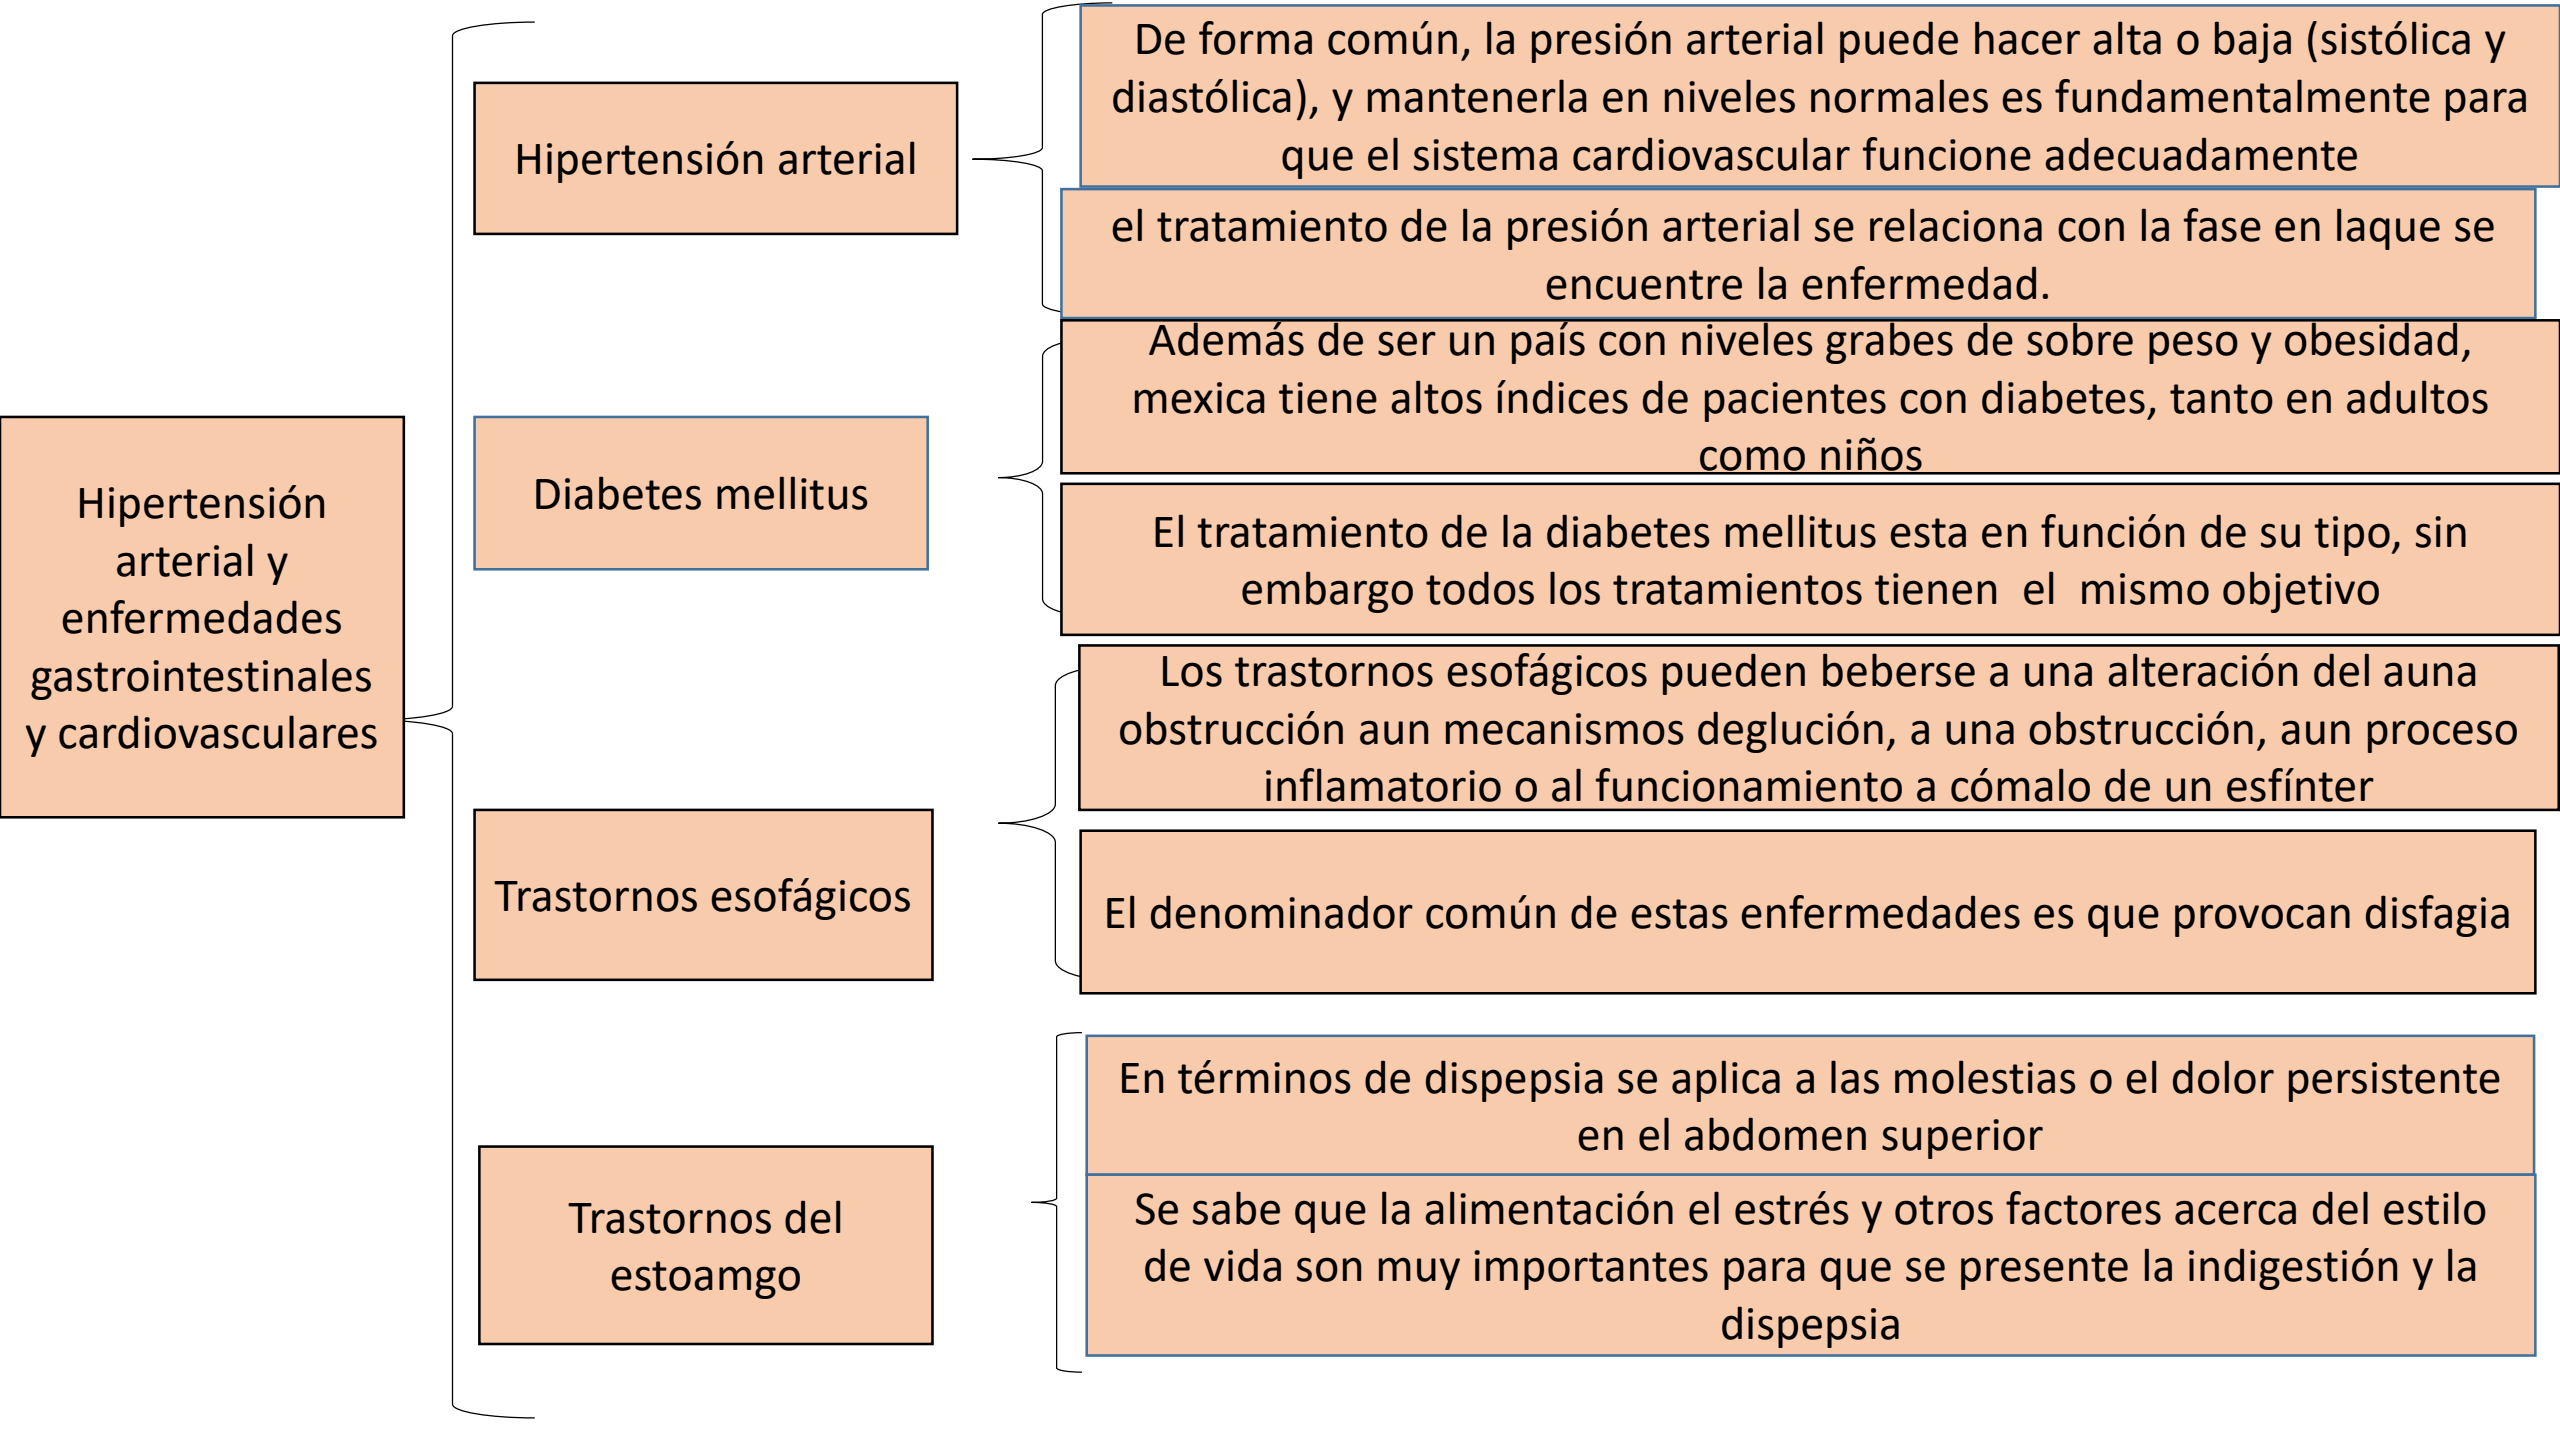 Hipertensión
arterial y
enfermedades
gastrointestinales
y cardiovasculares
Hipertensión arterial
De forma común, la presión arterial puede hacer alta o baja (sistólica y
diastólica), y mantenerla en niveles normales es fundamentalmente para
que el sistema cardiovascular funcione adecuadamente
el tratamiento de la presión arterial se relaciona con la fase en laque se
encuentre la enfermedad.
Diabetes mellitus
Además de ser un país con niveles grabes de sobre peso y obesidad,
mexica tiene altos índices de pacientes con diabetes, tanto en adultos
como niños
El tratamiento de la diabetes mellitus esta en función de su tipo, sin
embargo todos los tratamientos tienen  el  mismo objetivo
Trastornos esofágicos
Los trastornos esofágicos pueden beberse a una alteración del auna
obstrucción aun mecanismos deglución, a una obstrucción, aun proceso
inflamatorio o al funcionamiento a cómalo de un esfínter
El denominador común de estas enfermedades es que provocan disfagia
Trastornos del
estoamgo
En términos de dispepsia se aplica a las molestias o el dolor persistente
en el abdomen superior
Se sabe que la alimentación el estrés y otros factores acerca del estilo
de vida son muy importantes para que se presente la indigestión y la
dispepsia